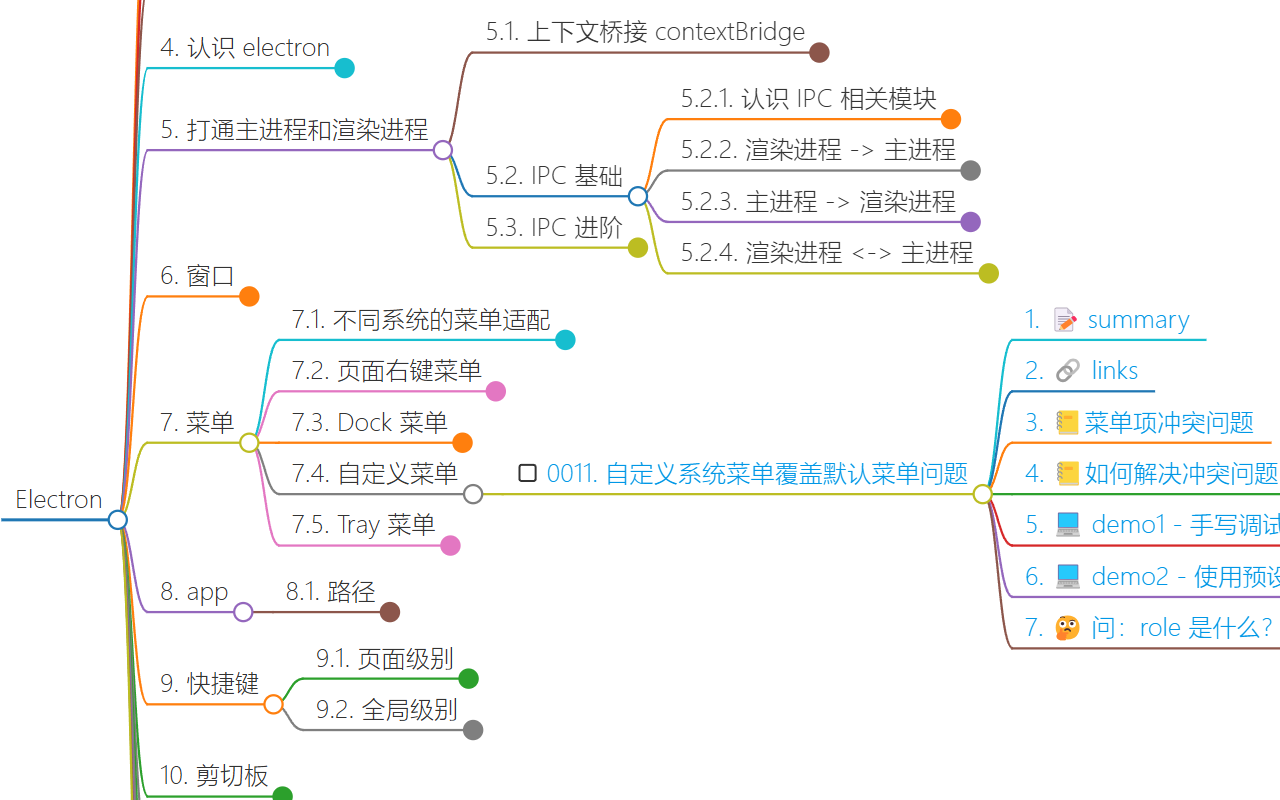 Electron
4. 认识 electron
5. 打通主进程和渲染进程
5.1. 上下文桥接 contextBridge
5.2. IPC 基础
5.2.1. 认识 IPC 相关模块
5.2.2. 渲染进程 -> 主进程
5.2.3. 主进程 -> 渲染进程
5.2.4. 渲染进程 <-> 主进程
5.3. IPC 进阶
6. 窗口
7. 菜单
7.1. 不同系统的菜单适配
7.2. 页面右键菜单
7.3. Dock 菜单
7.4. 自定义菜单
0011. 自定义系统菜单覆盖默认菜单问题
1. 📝 summary
2. 🔗 links
3. 📒 菜单项冲突问题
4. 📒 如何解决冲突问题
5. 💻 demo1 - 手写调试
6. 💻 demo2 - 使用预设
7. 🤔 问：role 是什么?
7.5. Tray 菜单
8. app
8.1. 路径
9. 快捷键
9.1. 页面级别
9.2. 全局级别
10. 剪切板